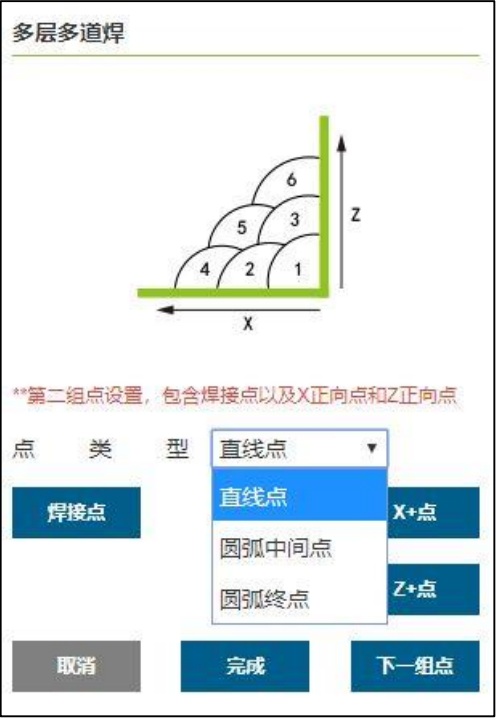 多层多道焊
6
5 3 Z
4 2 1
X
**第二组点设置，包含焊接点以及X正向点和Z正向点
点 类 型 直线点
直线点
焊接点 X+点
圆弧中间点
Z+点
圆弧终点
取消 完成 下一组点